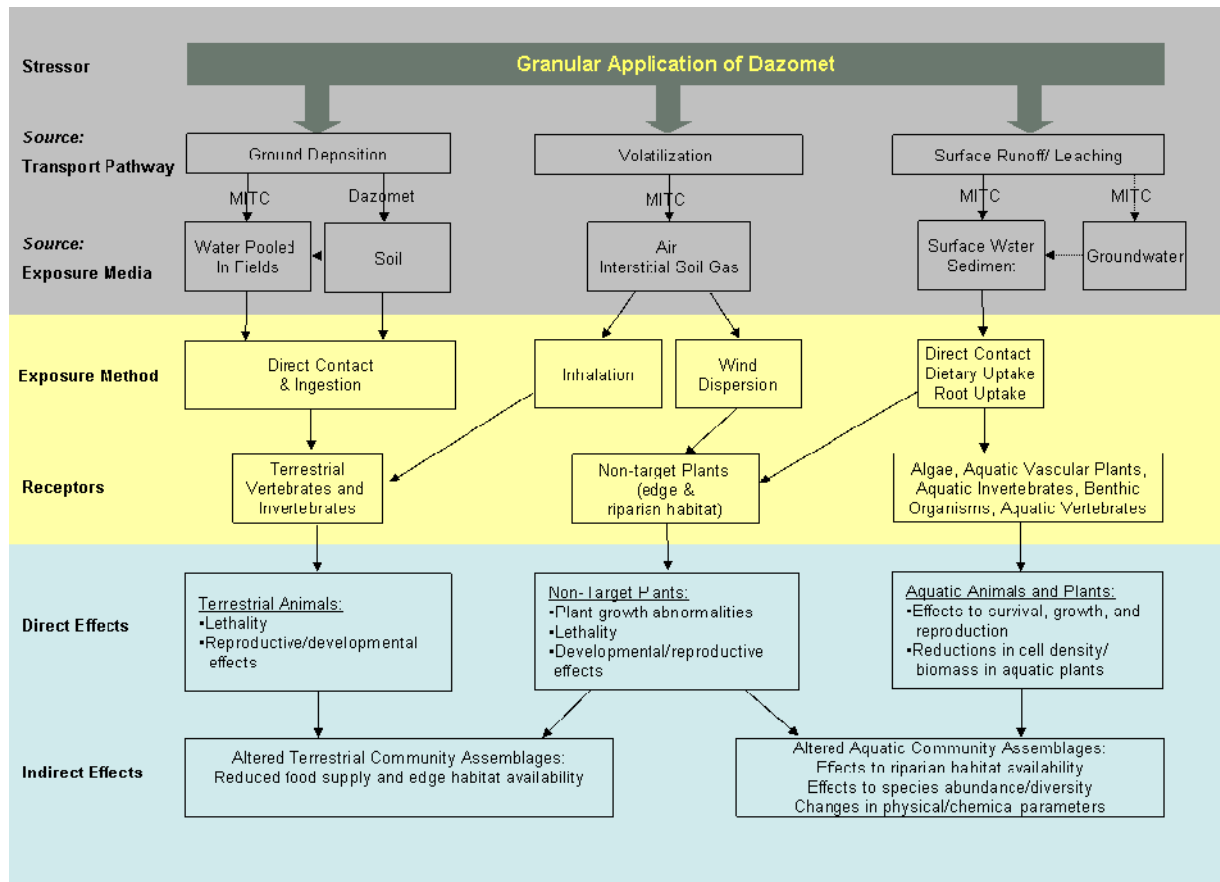 Stressor
Granular Application of Dazomet
Source:
Transport Pathway
Ground Deposition
Volatilization
Surface Runoff/ Leaching
MITC
Dazomet
MITC
MITC
MITC
Source:
Exposure Media
Water Pooled
In Fields
Soil
Air
Interstitial Soil Gas
Surface Water
Sediment
Groundwater
Exposure Method
Direct Contact
& Ingestion
Inhalation
Wind
Dispersion
Direct Contact
Dietary Uptake
Root Uptake
Receptors
Terrestrial
Vertebrates and
Invertebrates
Non-target Plants
(edge &
riparian habitat)
Algae, Aquatic Vascular Plants,
Aquatic Invertebrates, Benthic
Organisms, Aquatic Vertebrates
Direct Effects
Terrestrial Animals:
▪Lethality
▪Reproductive/developmental
effects
Non-Target Plants:
▪Plant growth abnormalities
▪Lethality
▪Developmental/reproductive
effects
Aquatic Animals and Plants:
▪Effects to survival, growth, and
reproduction
▪Reductions in cell density/
biomass in aquatic plants
Indirect Effects
Altered Terrestrial Community Assemblages:
Reduced food supply and edge habitat availability
Altered Aquatic Community Assemblages:
Effects to riparian habitat availability
Effects to species abundance/diversity
Changes in physical/chemical parameters